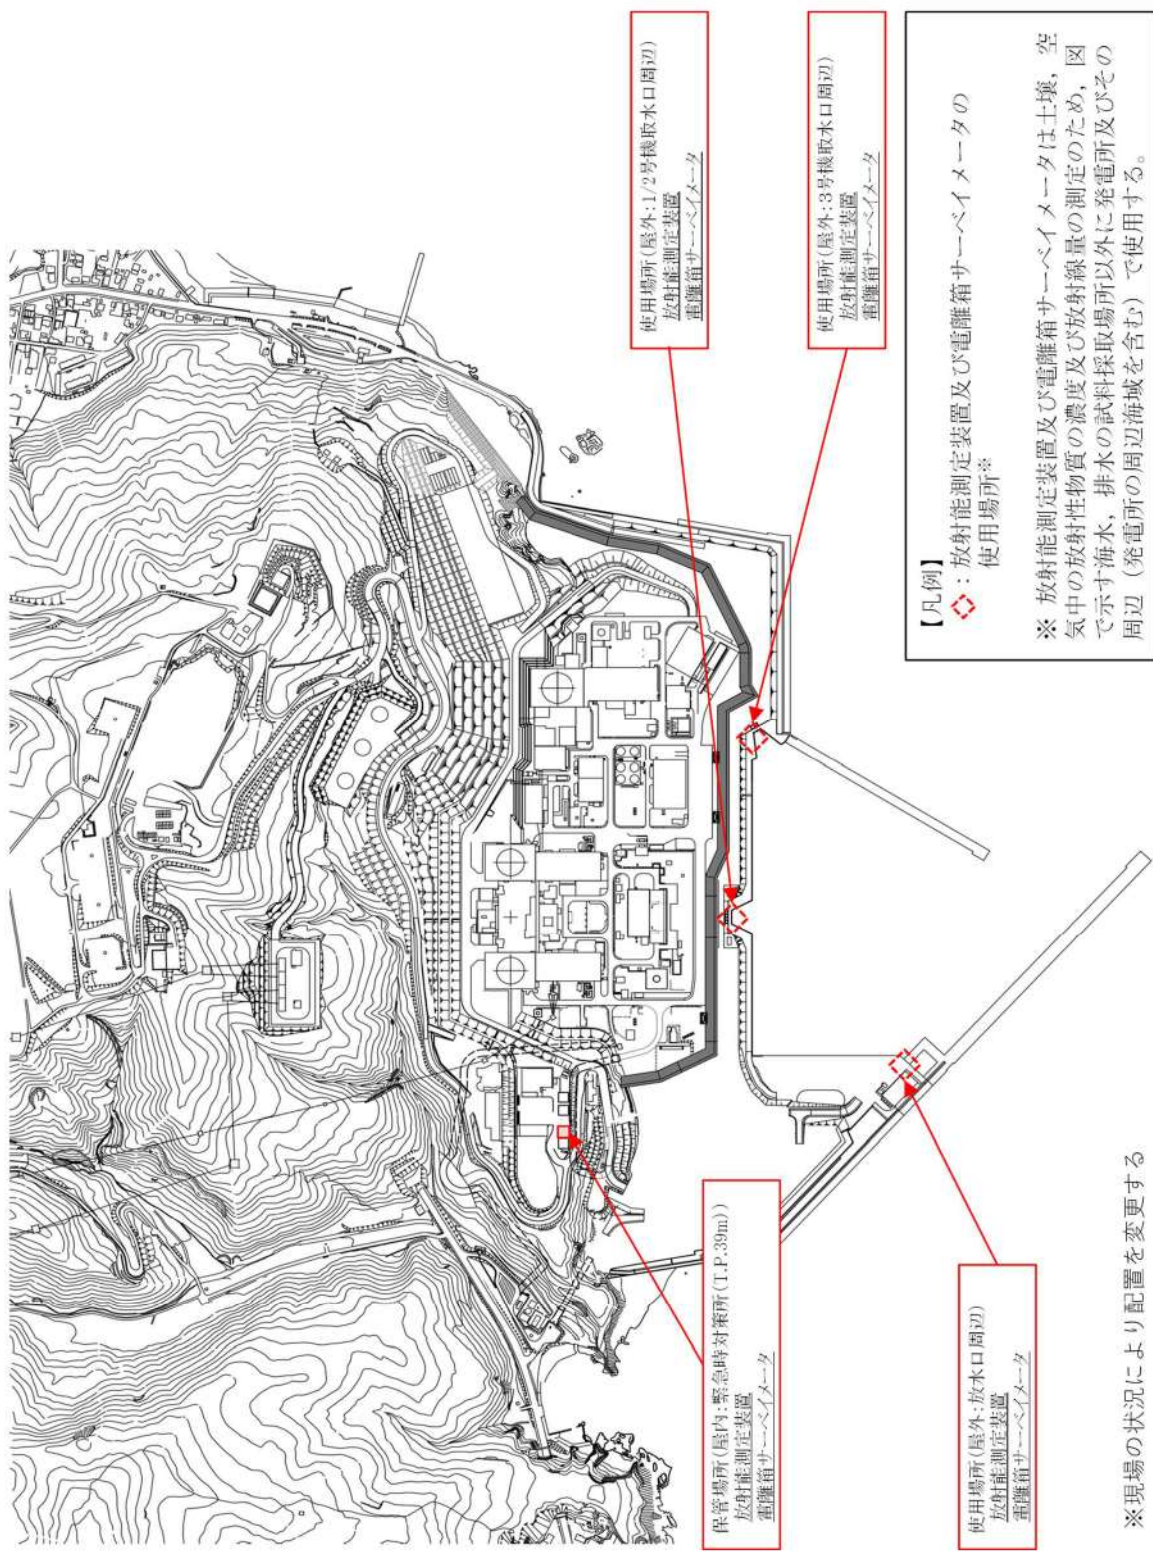 保管場所(屋内:緊急時対策所(T.P.39m))
放射能測定装置
電離箱サーベイメータ
使用場所(屋外:放水口周辺)
放射能測定装置
電離箱サーベイメータ
使用場所(屋外:1/2号機取水口周辺)
放射能測定装置
電離箱サーベイメータ
使用場所(屋外:3号機取水口周辺)
放射能測定装置
電離箱サーベイメータ
【凡例】
:放射能測定装置及び電離箱サーベイメータの
使用場所※
※ 放射能測定装置及び電離箱サーベイメータは土壌，空
気中の放射性物質の濃度及び放射線量の測定のため，図
で示す海水，排水の試料採取場所以外に発電所及びその
周辺（発電所の周辺海域を含む）で使用する。
※現場の状況により配置を変更する